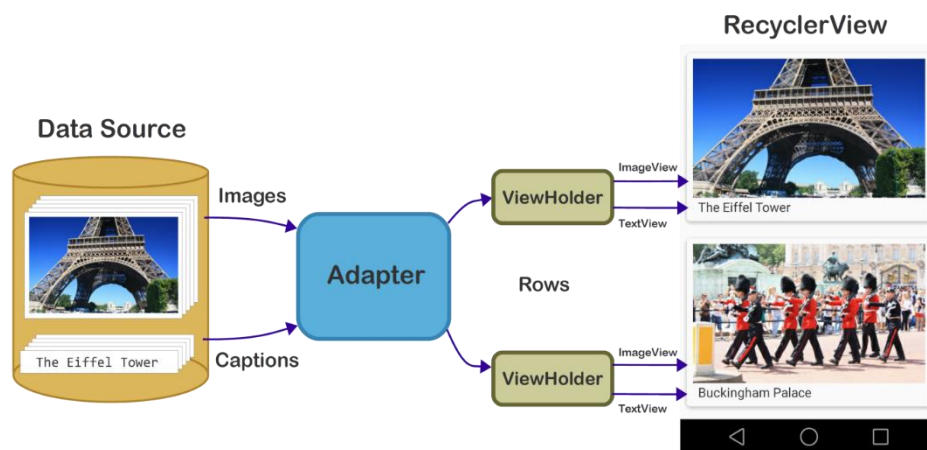 RecyclerView
Data Source
Images
Captions
The Eiffel Tower
Adapter
ViewHolder
Rows
ViewHolder
ImageView
TextView
The Eiffel Tower
ImageView
TextView
Buckingham Palace